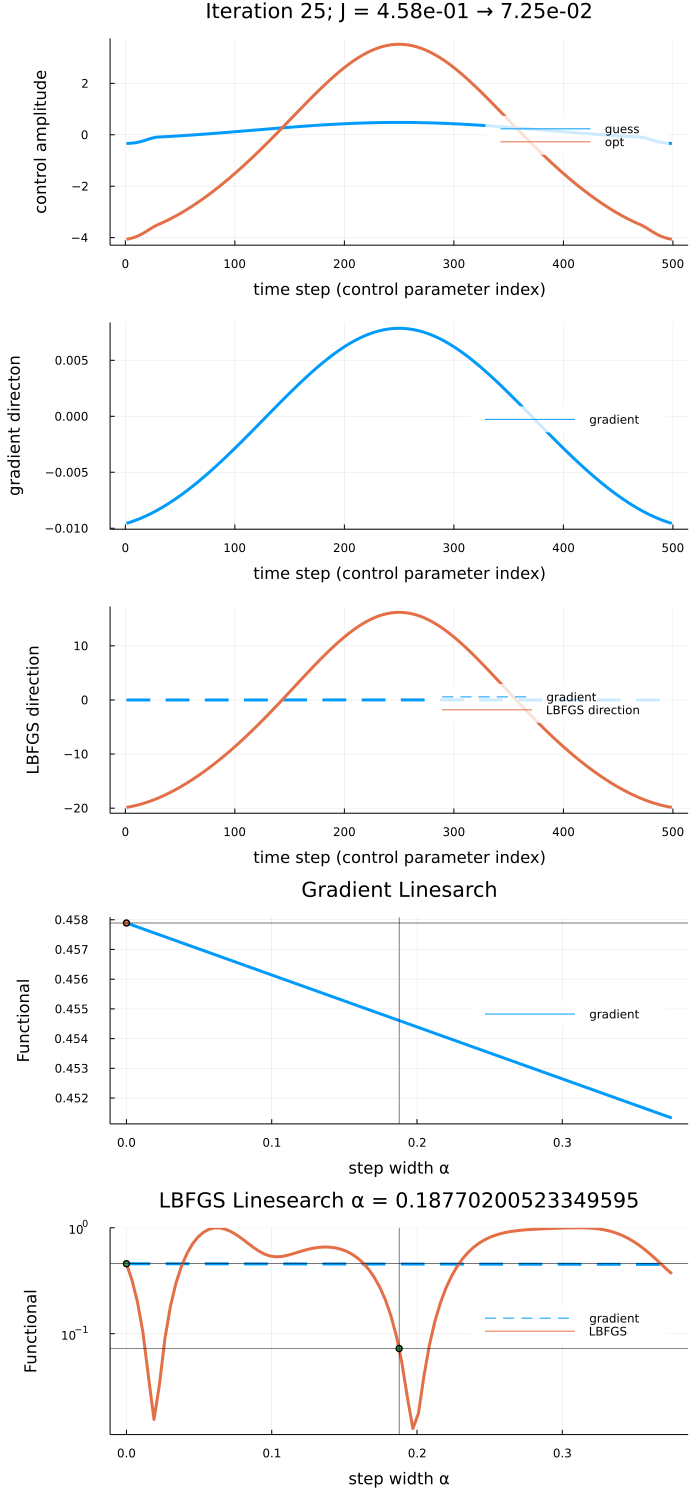 Iteration 25; J = 4.58e-01 → 7.25e-02
control amplitude
2
0
−2
−4
guess
opt
0 100 200 300 400 500
time step (control parameter index)
gradient directon
0.005
0.000
−0.005
−0.010
gradient
0 100 200 300 400 500
time step (control parameter index)
LBFGS direction
10
0
−10
−20
gradient
LBFGS direction
0 100 200 300 400 500
time step (control parameter index)
Gradient Linesarch
Functional
0.458
0.457
0.456
0.455
0.454
0.453
0.452
gradient
0.0 0.1 0.2 0.3
step width α
LBFGS Linesearch α = 0.18770200523349595
Functional
10⁰
10⁻¹
gradient
LBFGS
0.0 0.1 0.2 0.3
step width α